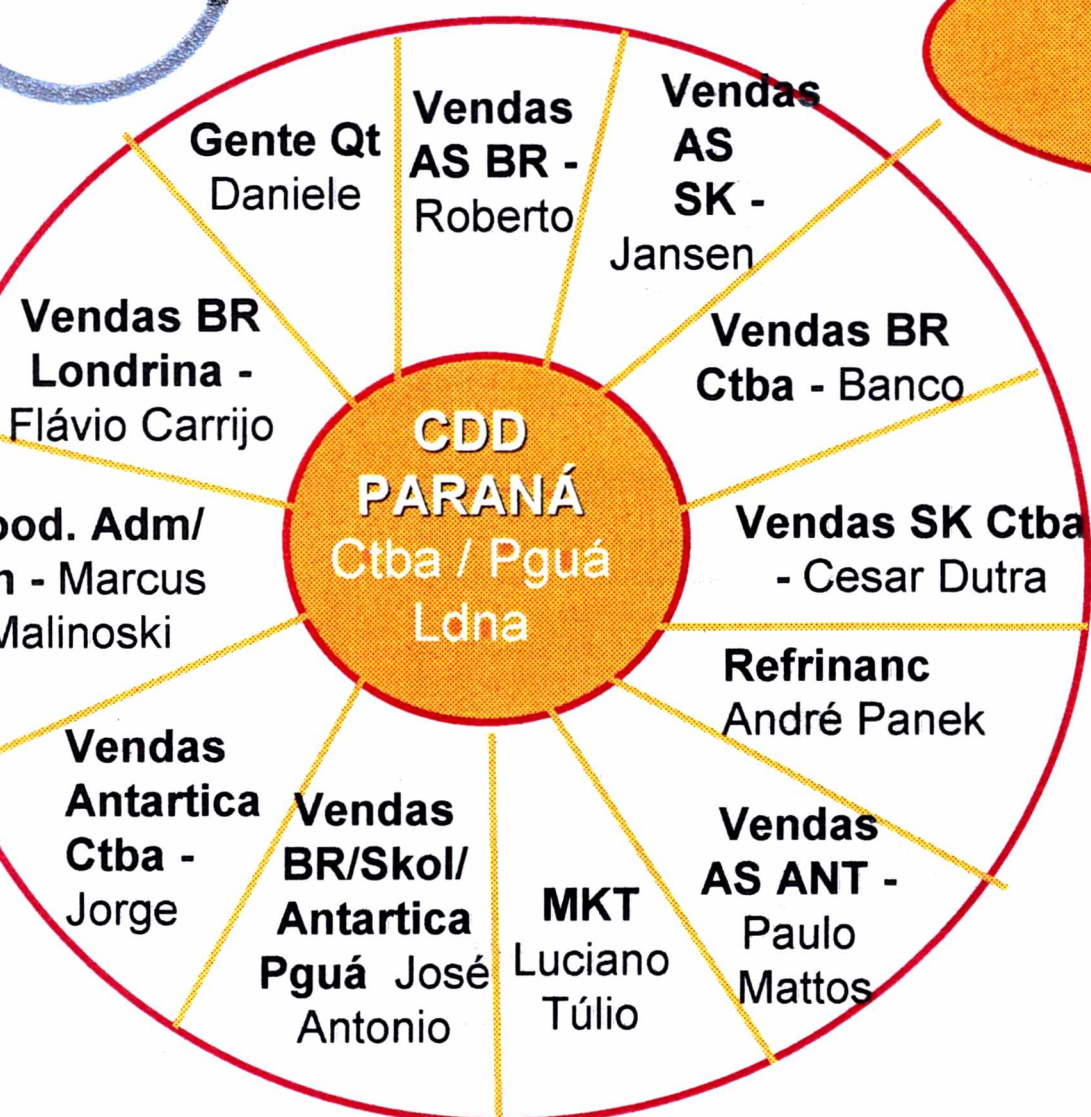 Gente Qt
Daniele
Vendas
AS BR -
Roberto
Vendas
AS
SK -
Jansen
Vendas BR
Ctba - Banco
Vendas SK Ctba
- Cesar Dutra
Refrinanc
André Panek
Vendas
AS ANT -
Paulo
Mattos
MKT
Luciano
Túlio
Vendas
BR/Skol/
Antartica
Pguá José
Antonio
Vendas
Antartica
Ctba -
Jorge
Adm/
- Marcus
Malinoski
Vendas BR
Londrina -
Flávio Carrijo
CDD
PARANÁ
Ctba / Pguá
Ldna